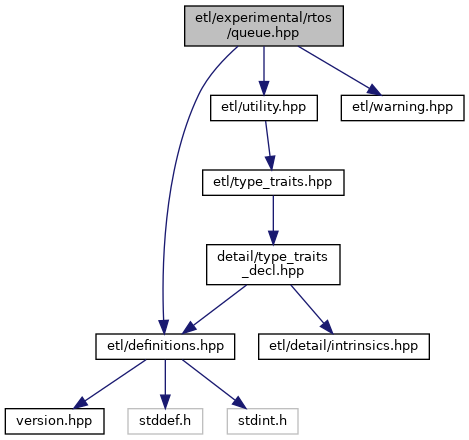 etl/experimental/rtos
/queue.hpp
etl/utility.hpp
etl/warning.hpp
etl/type_traits.hpp
detail/type_traits
_decl.hpp
etl/definitions.hpp
etl/detail/intrinsics.hpp
version.hpp
stddef.h
stdint.h